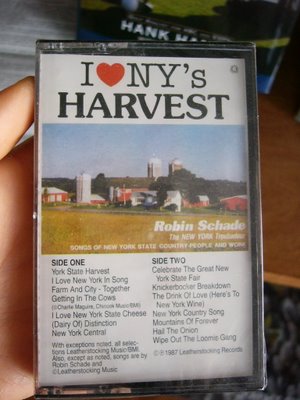 HANK
I ♥ NY's
HARVEST
Robin Schade
The NEW YORK Troubadour
SONGS OF NEW YORK STATE COUNTRY-PEOPLE AND WORK
SIDE ONE
York State Harvest
I Love New York In Song
Farm And City - Together
Getting In The Cows
(©Charlie Maguire, Chicook Music/BMI)
I Love New York State Cheese
(Dairy Of) Distinction
New York Central
With exceptions noted, all selec-
tions Leatherstocking Music/BMI.
Also, except as noted, songs are by
Robin Schade and
©Leatherstocking Music
SIDE TWO
Celebrate The Great New
York State Fair
Knickerbocker Breakdown
The Drink Of Love (Here's To
New York Wine)
New York Country Song
Mountains Of Forever
Hail The Onion
Wipe Out The Loomis Gang
℗1987 Leatherstocking Records